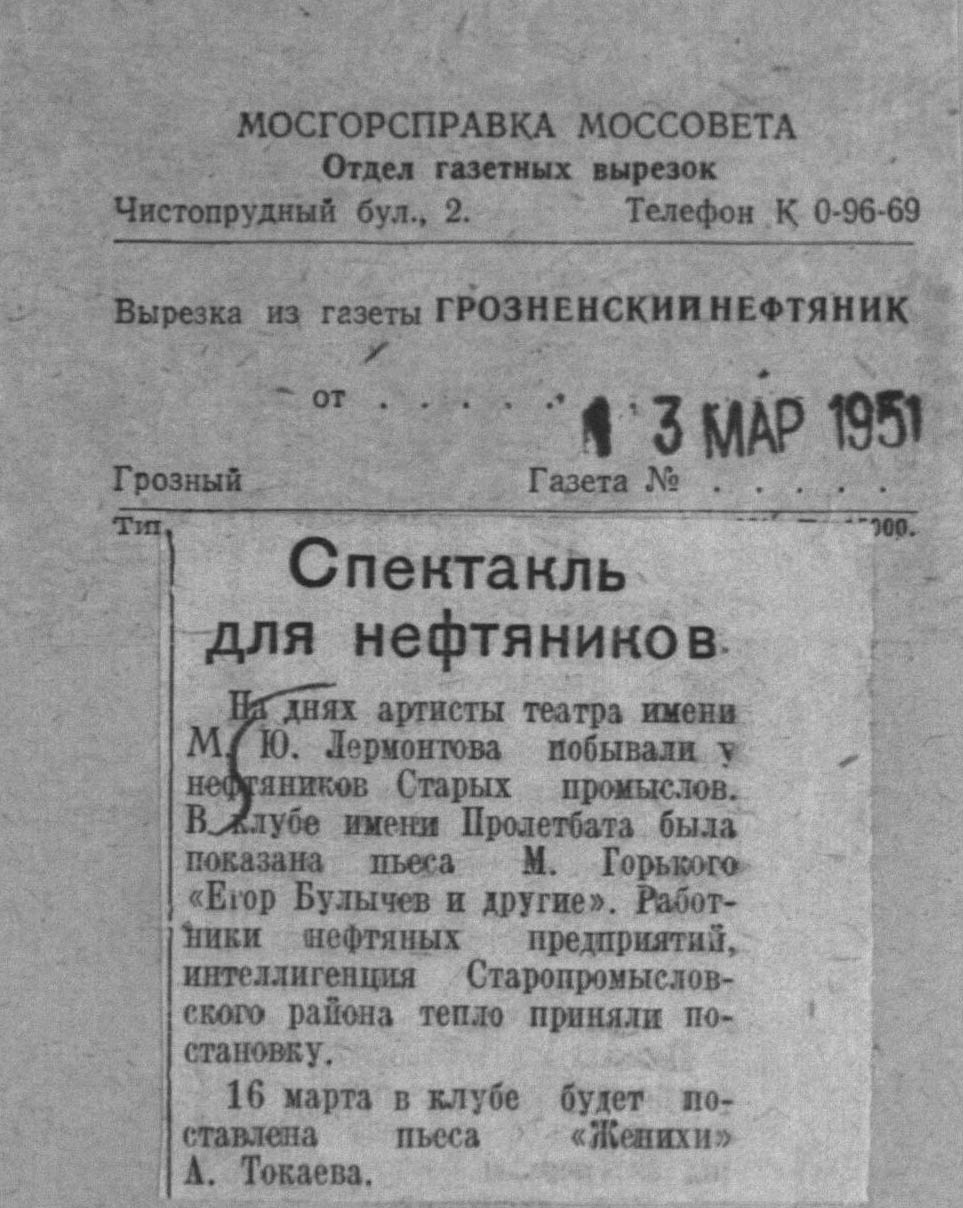 МОСГОРСПРАВКА МОССОВЕТА
Отдел газетных вырезок
Чистопрудный бул., 2. Телефон К 0-96-69
Вырезка из газеты ГРОЗНЕНСКИЙ НЕФТЯНИК
от . . . . . 13 МАР 1951
Грозный Газета № . . . . .
Тип.
Спектакль
для нефтяников
На днях артисты театра имени
М. Ю. Лермонтова побывали у
нефтяников Старых промыслов.
В клубе имени Пролетбата была
показана пьеса М. Горького
«Егор Булычев и другие». Работ-
ники нефтяных предприятий,
интеллигенция Старопромыслов-
ского района тепло приняли по-
становку.
16 марта в клубе будет по-
ставлена пьеса «Женихи»
А. Токаева.